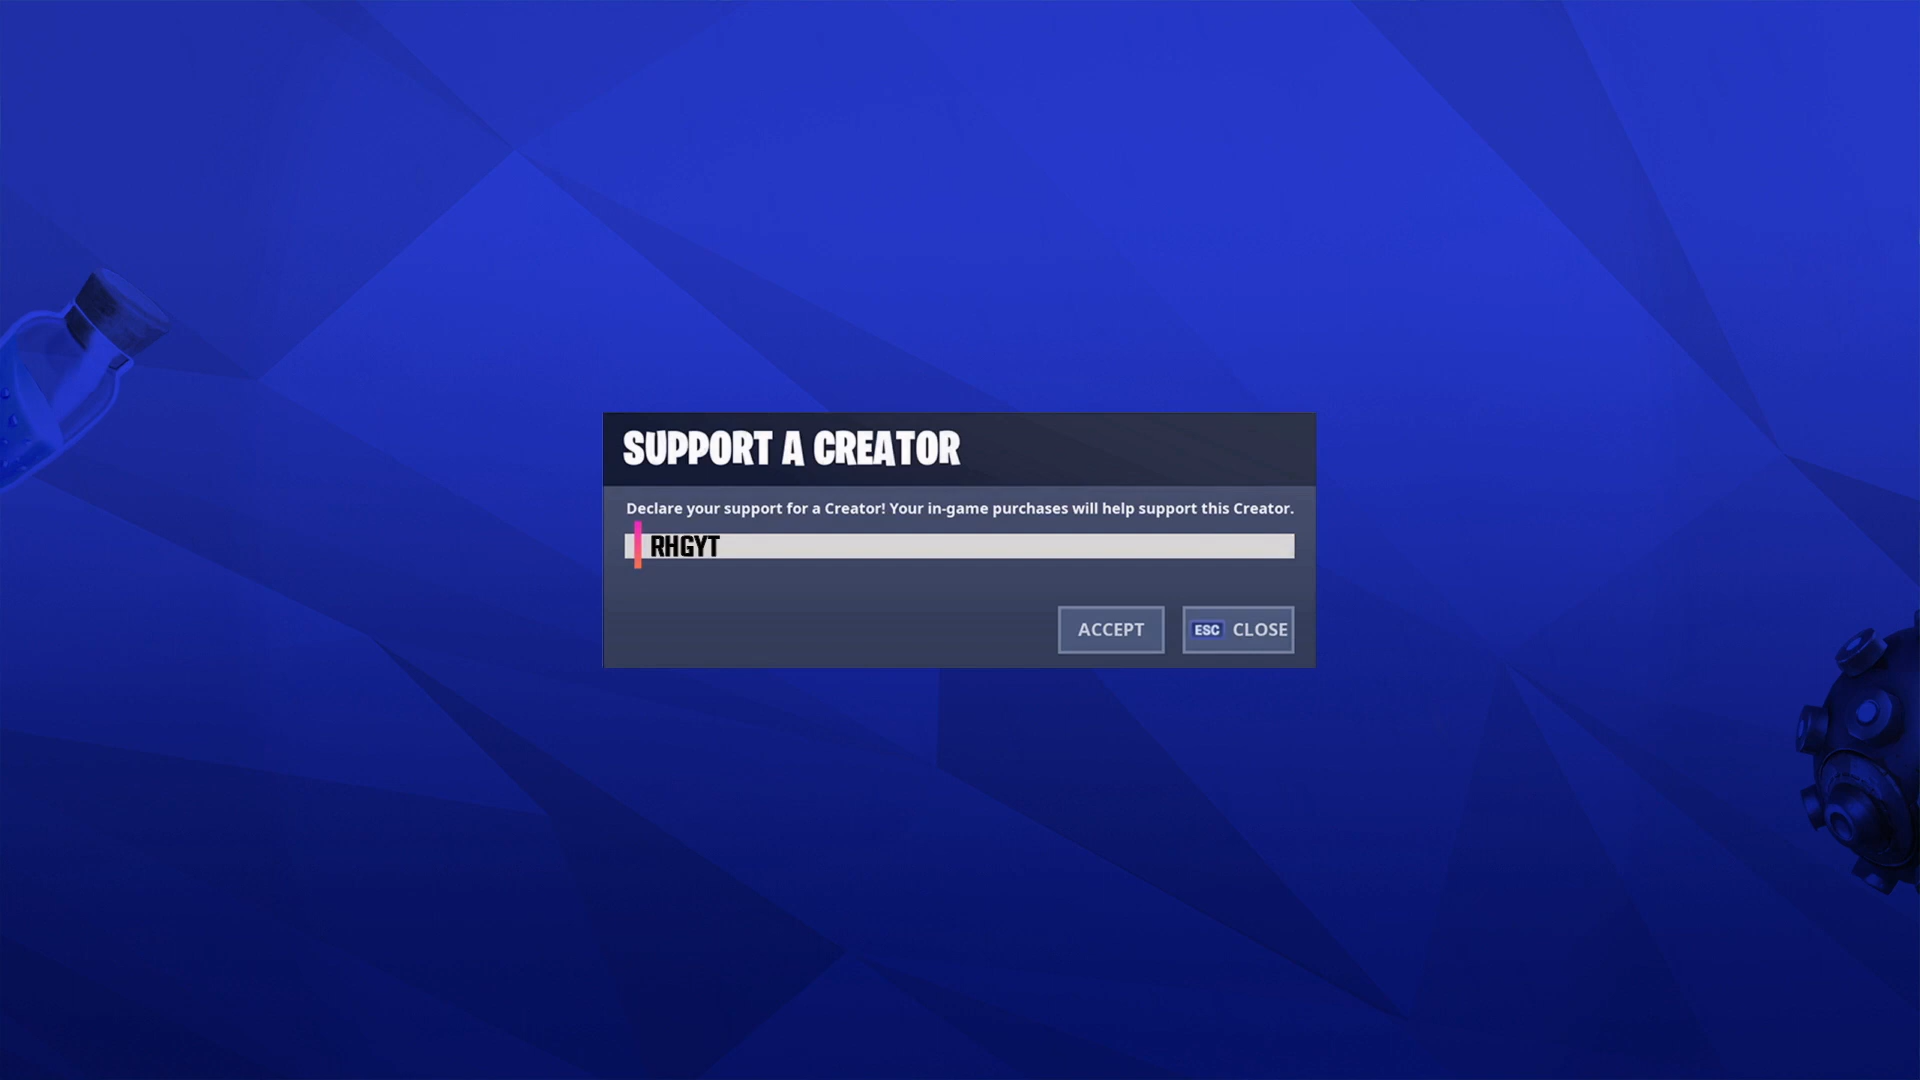 SUPPORT A CREATOR
Declare your support for a Creator! Your in-game purchases will help support this Creator.
RHGYT
ACCEPT
ESC CLOSE